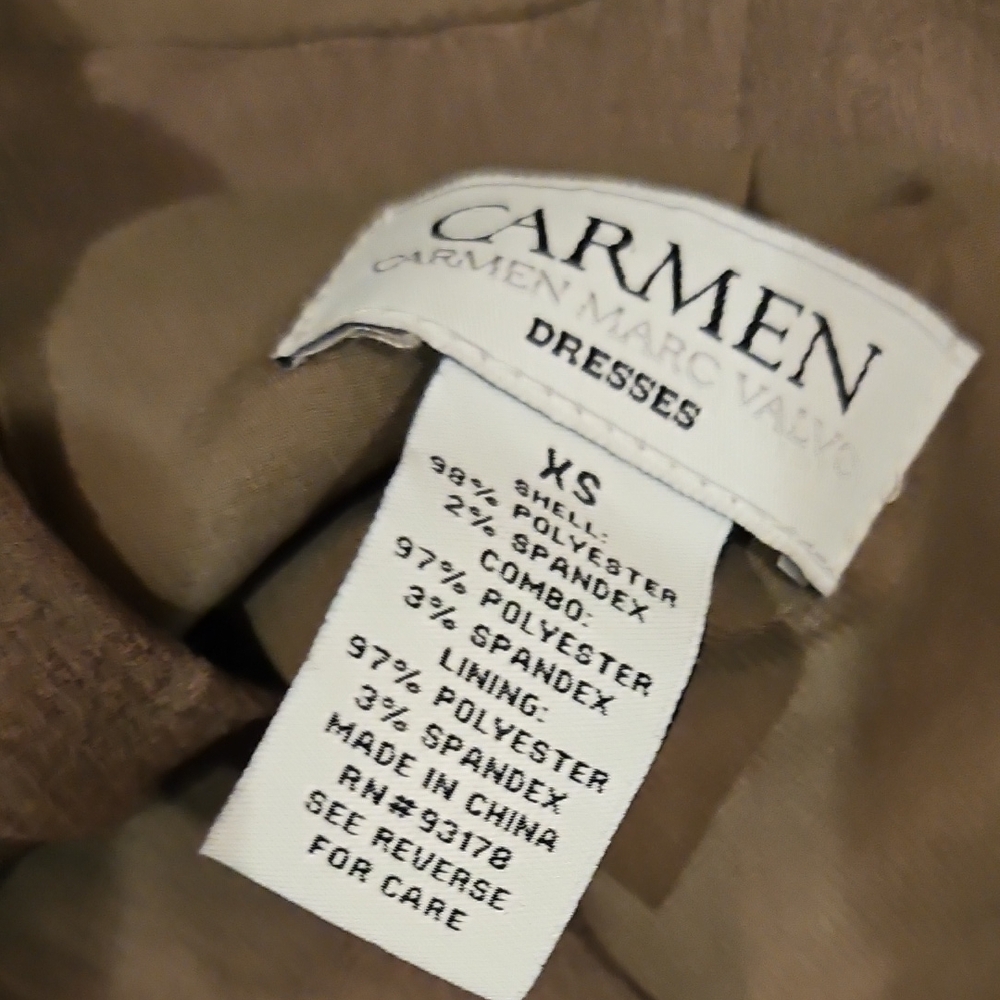 CARMEN
CARMEN MARC VALVO
DRESSES
XS
SHELL:
98% POLYESTER
2% SPANDEX
COMBO:
97% POLYESTER
3% SPANDEX
LINING:
97% POLYESTER
3% SPANDEX
MADE IN CHINA
RN#93170
SEE REVERSE
FOR CARE